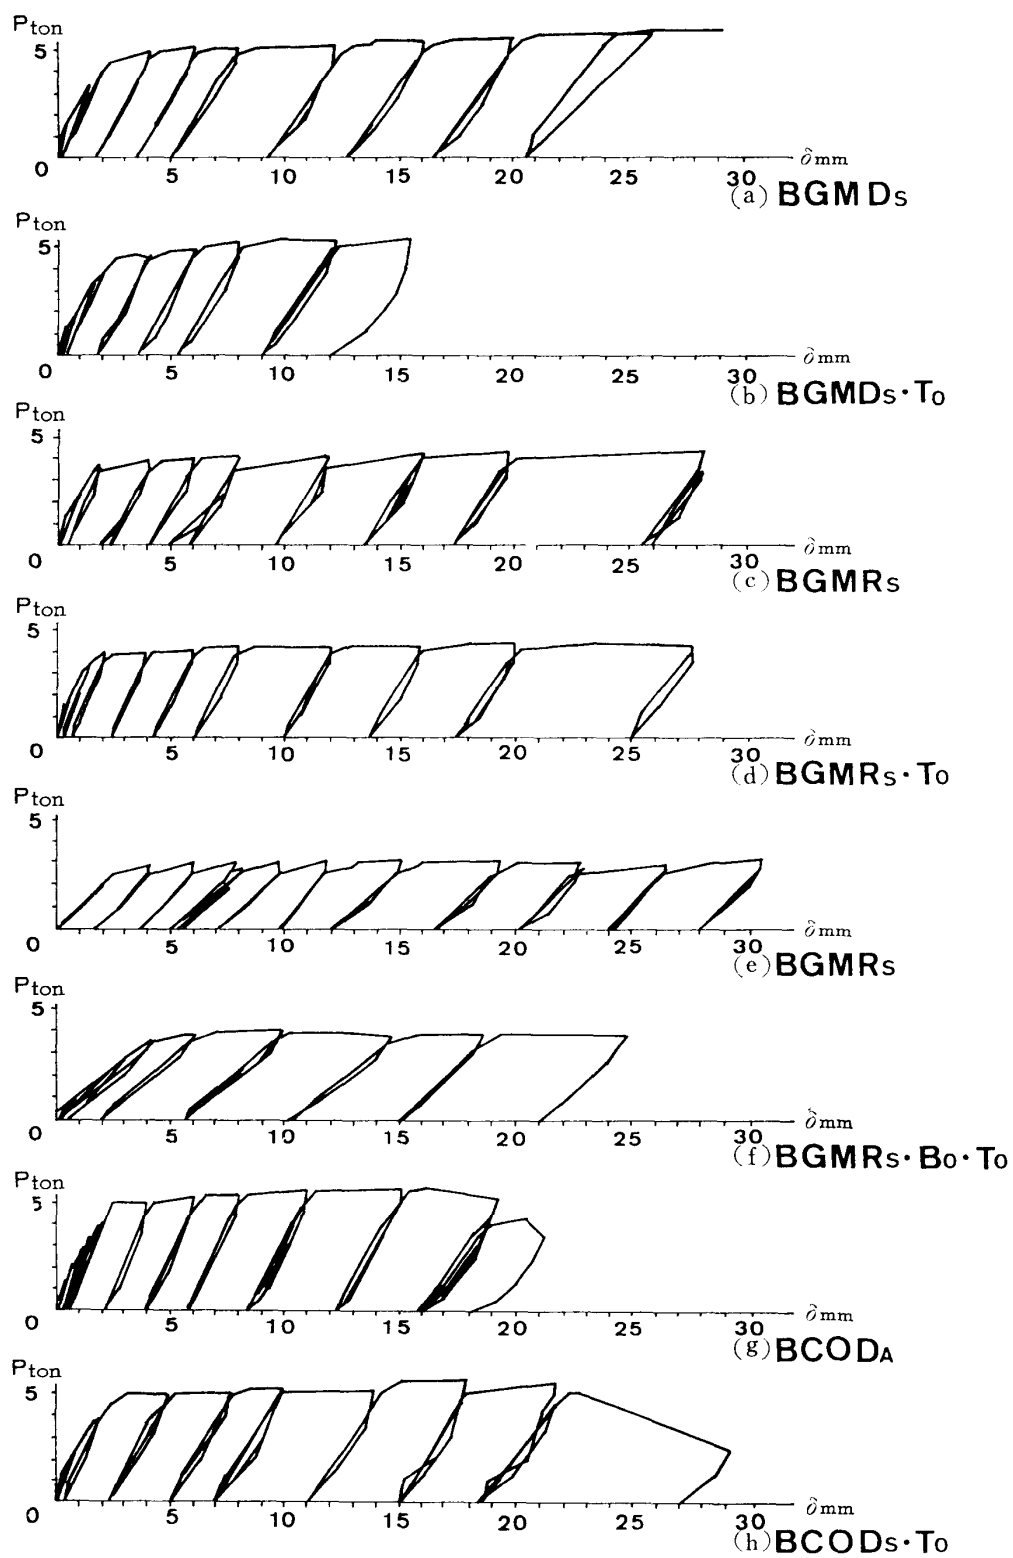 Pton
5
0 5 10 15 20 25 30 δmm
(a) BGMDs
Pton
5
0 5 10 15 20 25 30 δmm
(b) BGMDs·To
Pton
5
0 5 10 15 20 25 30 δmm
(c) BGMRs
Pton
5
0 5 10 15 20 25 30 δmm
(d) BGMRs·To
Pton
5
0 5 10 15 20 25 30 δmm
(e) BGMRs
Pton
5
0 5 10 15 20 25 30 δmm
(f) BGMRs·Bo·To
Pton
5
0 5 10 15 20 25 30 δmm
(g) BCODA
Pton
5
0 5 10 15 20 25 30 δmm
(h) BCODs·To